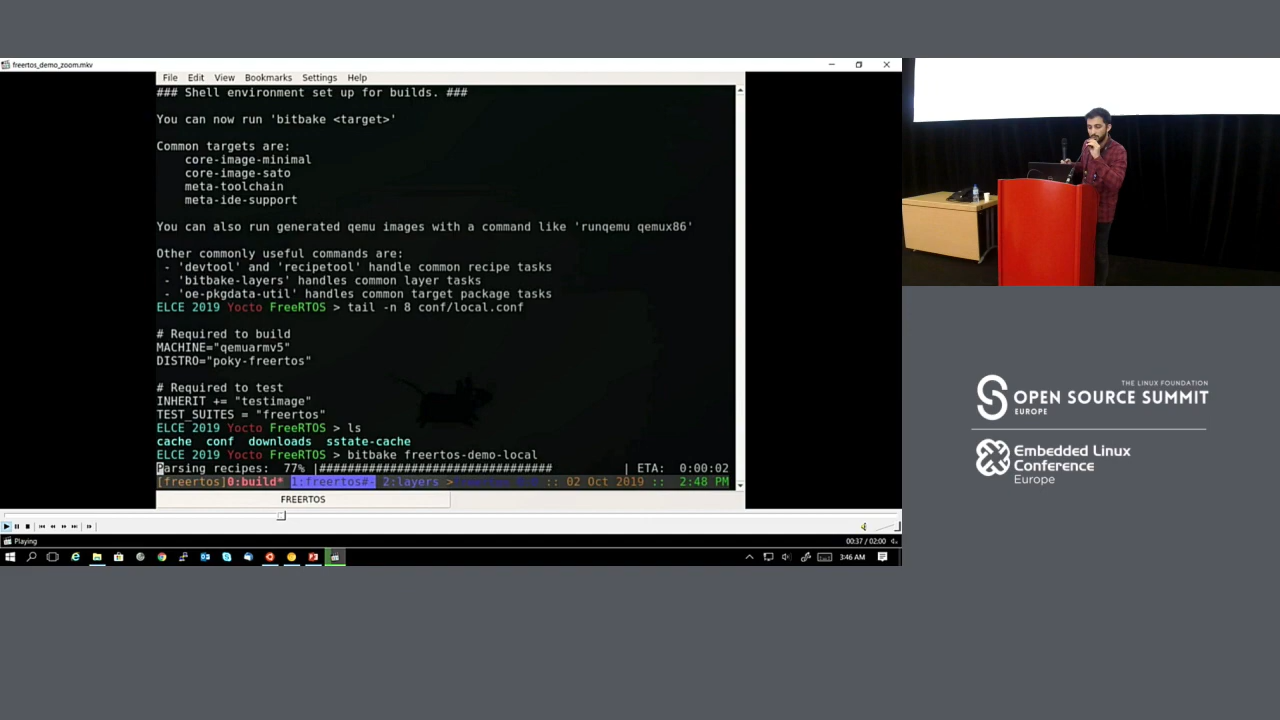 freertos_demo_zoom.mkv
File Edit View Bookmarks Settings Help
### Shell environment set up for builds. ###
You can now run 'bitbake <target>'
Common targets are:
core-image-minimal
core-image-sato
meta-toolchain
meta-ide-support
You can also run generated qemu images with a command like 'runqemu qemux86'
Other commonly useful commands are:
- 'devtool' and 'recipetool' handle common recipe tasks
- 'bitbake-layers' handles common layer tasks
- 'oe-pkgdata-util' handles common target package tasks
ELCE 2019 Yocto FreeRTOS > tail -n 8 conf/local.conf
# Required to build
MACHINE="qemuarmv5"
DISTRO="poky-freertos"
# Required to test
INHERIT += "testimage"
TEST_SUITES = "freertos"
ELCE 2019 Yocto FreeRTOS > ls
cache conf downloads sstate-cache
ELCE 2019 Yocto FreeRTOS > bitbake freertos-demo-local
Parsing recipes: 77% |################################# | ETA: 0:00:02
[freertos]0:build* 1:freertos#- 2:layers > :: 02 Oct 2019 :: 2:48 PM
FREERTOS
Playing
00:37 / 02:00
3:46 AM
THE LINUX FOUNDATION
OPEN SOURCE SUMMIT
EUROPE
Embedded Linux
Conference
Europe